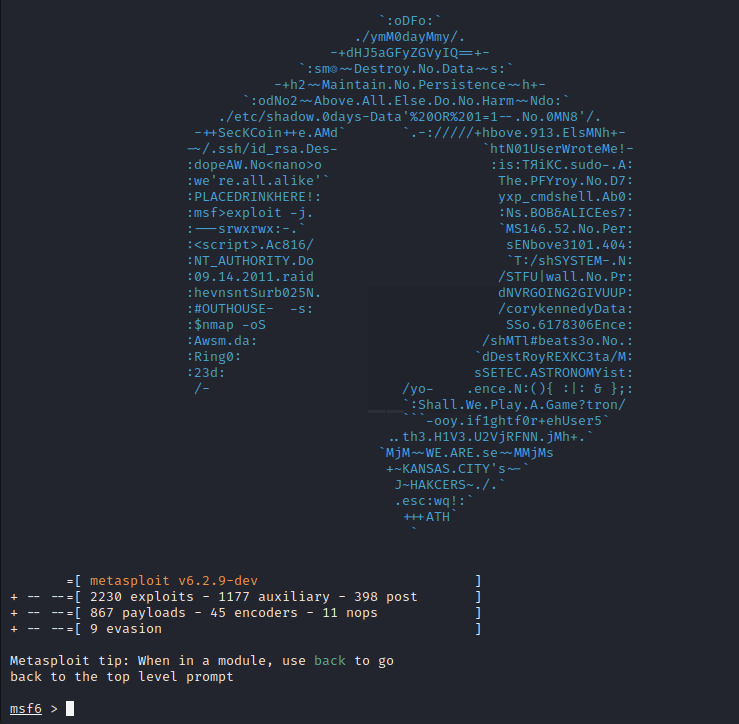 `:oDFo:`
./ymM0dayMmy/.
-+dHJ5aGFyZGVyIQ==+-
`:sm☺~~Destroy.No.Data~~s:`
-+h2~~Maintain.No.Persistence~~h+-
`:odNo2~~Above.All.Else.Do.No.Harm~~Ndo:`
./etc/shadow.0days-Data'%20OR%201=1--.No.0MN8'/.
-++SecKCoin++e.AMd` `.-://///+hbove.913.ElsMNh+-
~~/.ssh/id_rsa.Des- `htN01UserWroteMe!-
:dopeAW.No<nano>o :is:TЯiKC.sudo-.A:
:we're.all.alike'` The.PFYroy.No.D7:
:PLACEDRINKHERE!: yxp_cmdshell.Ab0:
:msf>exploit -j. :Ns.BOB&ALICEes7:
:---srwxrwx:-.` `MS146.52.No.Per:
:<script>.Ac816/ sENbove3101.404:
:NT_AUTHORITY.Do `T:/shSYSTEM-.N:
:09.14.2011.raid /STFU|wall.No.Pr:
:hevnsntSurb025N. dNVRGOING2GIVUUP:
:#OUTHOUSE- -s: /corykennedyData:
:$nmap -oS SSo.6178306Ence:
:Awsm.da: /shMTl#beats3o.No.:
:Ring0: `dDestRoyREXKC3ta/M:
:23d: sSETEC.ASTRONOMYist:
/- /yo- .ence.N:(){ :|: & };:
`:Shall.We.Play.A.Game?tron/
```-ooy.if1ghtf0r+ehUser5`
..th3.H1V3.U2VjRFNN.jMh+.`
`MjM~~WE.ARE.se~~MMjMs
+~KANSAS.CITY's~-`
J~HAKCERS~./.`
.esc:wq!:`
+++ATH`
`
=[ metasploit v6.2.9-dev ]
+ -- --=[ 2230 exploits - 1177 auxiliary - 398 post ]
+ -- --=[ 867 payloads - 45 encoders - 11 nops ]
+ -- --=[ 9 evasion ]
Metasploit tip: When in a module, use back to go
back to the top level prompt
msf6 >